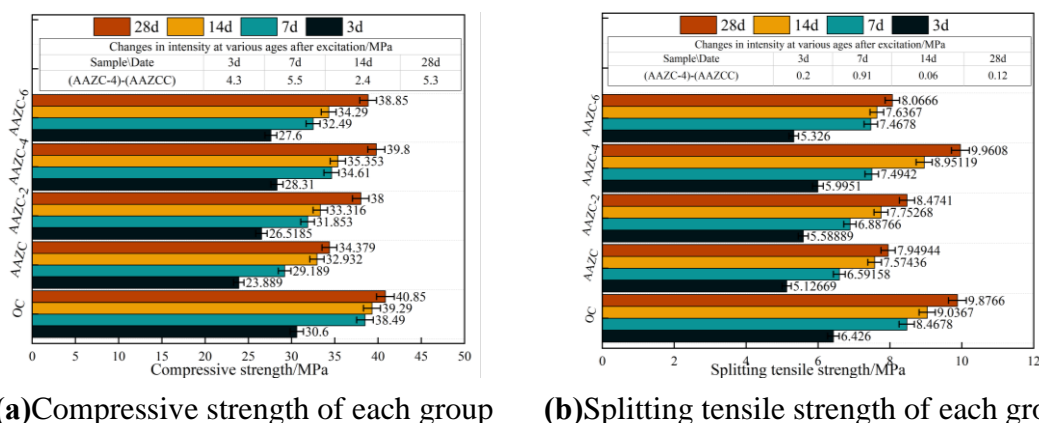 28d 14d 7d 3d
Changes in intensity at various ages after excitation/MPa
Sample\Date 3d 7d 14d 28d
(AAZC-4)-(AAZCC) 4.3 5.5 2.4 5.3
AAZC-6
38.85
34.29
32.49
27.6
AAZC-4
39.8
35.353
34.61
28.31
AAZC-2
38
33.316
31.853
26.5185
AAZC
34.379
32.932
29.189
23.889
OC
40.85
39.29
38.49
30.6
0 5 10 15 20 25 30 35 40 45 50
Compressive strength/MPa
(a)Compressive strength of each group
28d 14d 7d 3d
Changes in intensity at various ages after excitation/MPa
Sample\Date 3d 7d 14d 28d
(AAZC-4)-(AAZCC) 0.2 0.91 0.06 0.12
AAZC-6
8.0666
7.6367
7.4678
5.326
AAZC-4
9.9608
8.95119
7.4942
5.9951
AAZC-2
8.4741
7.75268
6.88766
5.58889
AAZC
7.94944
7.57436
6.59158
5.12669
OC
9.8766
9.0367
8.4678
6.426
0 2 4 6 8 10 12
Splitting tensile strength/MPa
(b)Splitting tensile strength of each gro